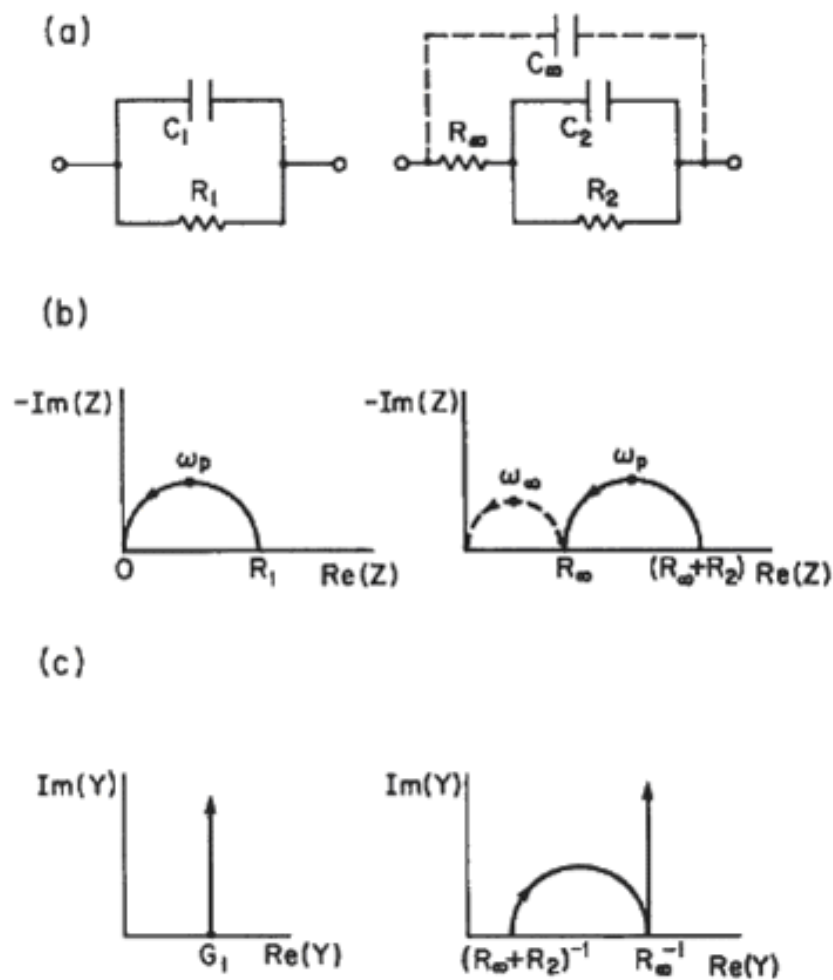 (a)
C∞
C₁
R∞
C₂
R₁
R₂
(b)
-Im(Z)
ωp
O
R₁
Re(Z)
-Im(Z)
ω∞
ωp
R∞
(R∞+R₂)
Re(Z)
(c)
Im(Y)
G₁
Re(Y)
Im(Y)
(R∞+R₂)⁻¹
R∞⁻¹
Re(Y)